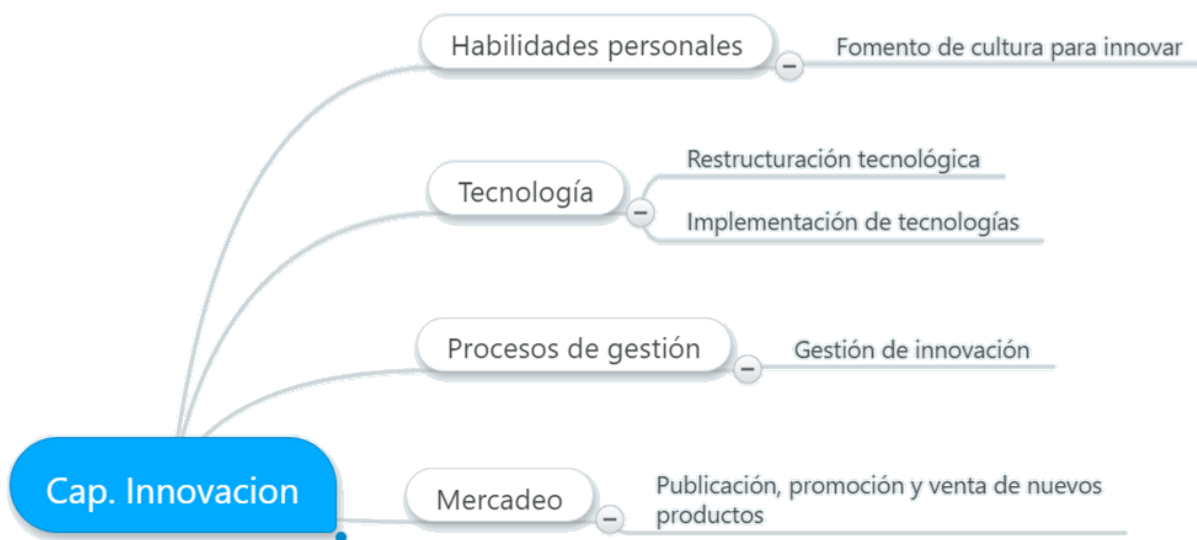 Habilidades personales
Fomento de cultura para innovar
Tecnología
Restructuración tecnológica
Implementación de tecnologías
Procesos de gestión
Gestión de innovación
Cap. Innovacion
Mercadeo
Publicación, promoción y venta de nuevos
productos